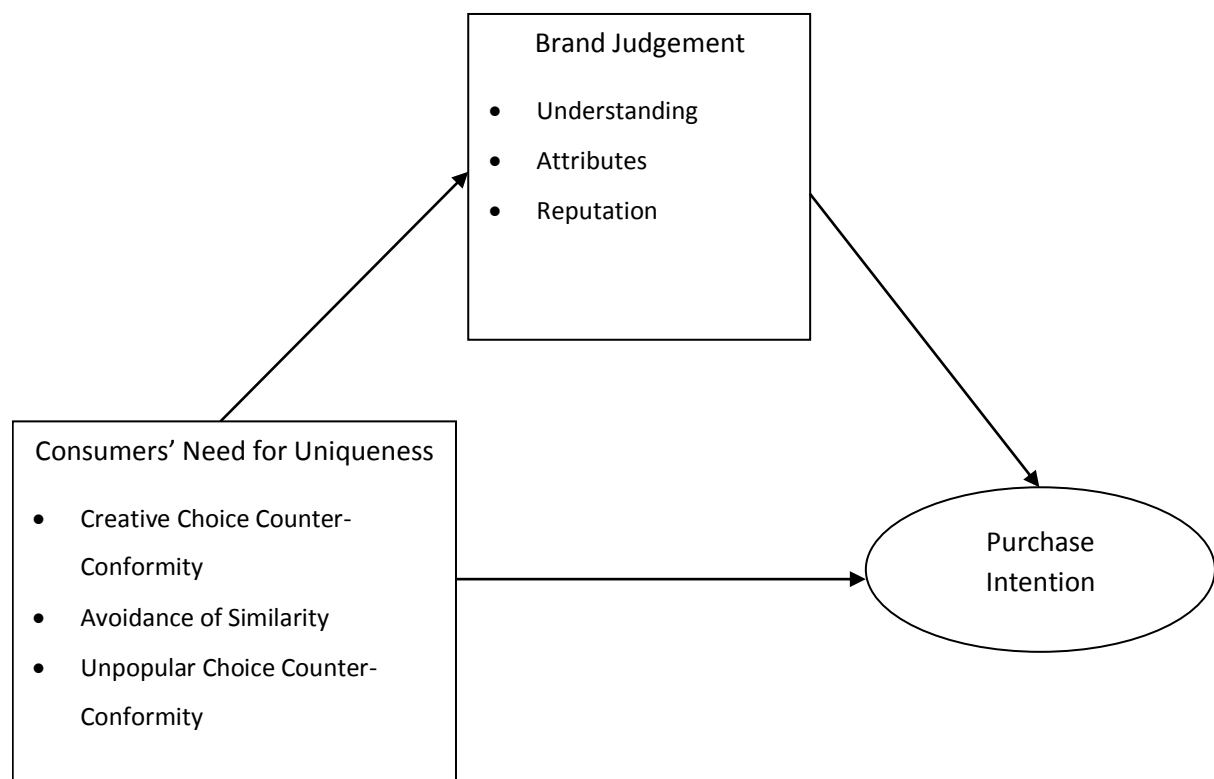 Brand Judgement
• Understanding
• Attributes
• Reputation
Consumers’ Need for Uniqueness
• Creative Choice Counter-
Conformity
• Avoidance of Similarity
• Unpopular Choice Counter-
Conformity
Purchase
Intention